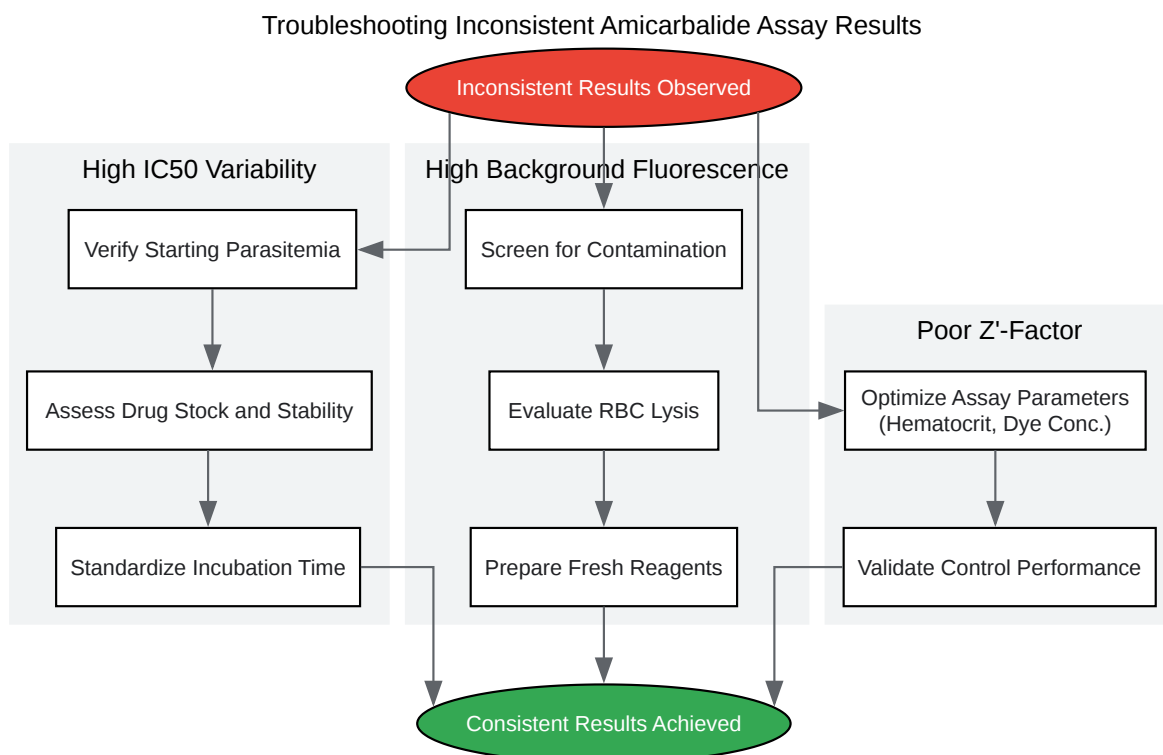 Troubleshooting Inconsistent Amicarbalide Assay Results
Inconsistent Results Observed
High IC50 Variability
Verify Starting Parasitemia
Assess Drug Stock and Stability
Standardize Incubation Time
High Background Fluorescence
Screen for Contamination
Evaluate RBC Lysis
Prepare Fresh Reagents
Poor Z'-Factor
Optimize Assay Parameters
(Hematocrit, Dye Conc.)
Validate Control Performance
Consistent Results Achieved